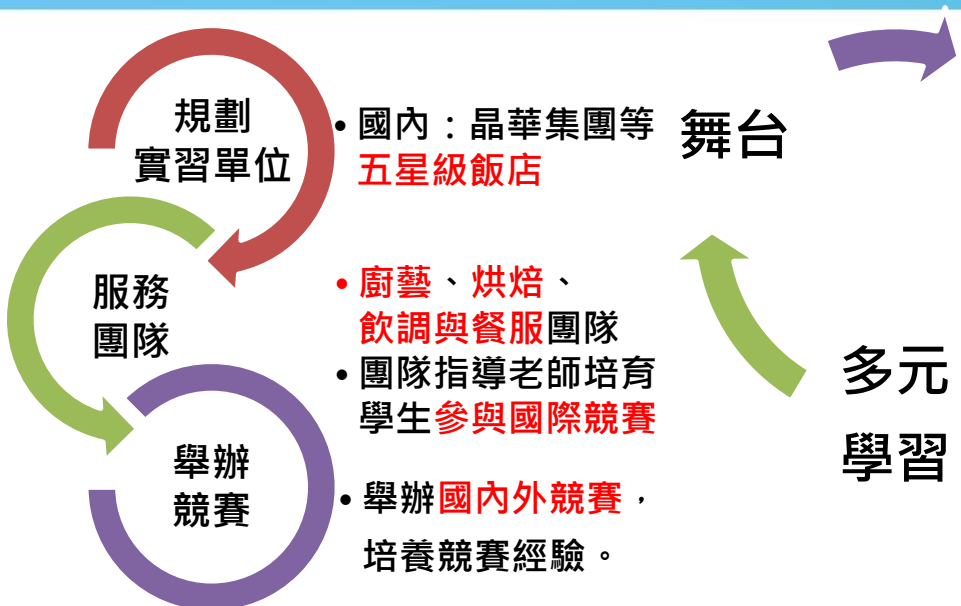 規劃
實習單位
• 國內：晶華集團等
五星級飯店
服務
團隊
• 廚藝、烘焙、
飲調與餐服團隊
• 團隊指導老師培育
學生參與國際競賽
舉辦
競賽
• 舉辦國內外競賽，
培養競賽經驗。
舞台
多元
學習